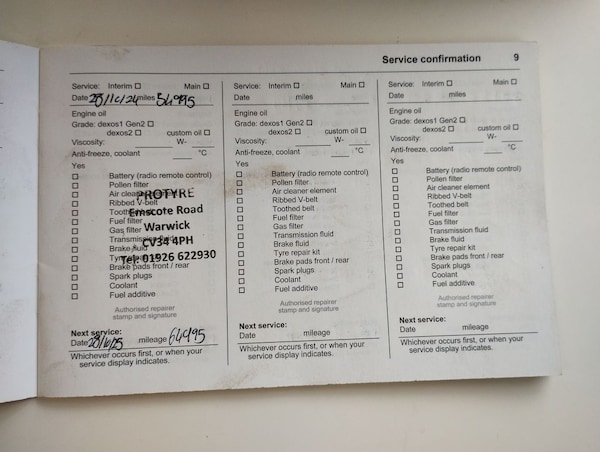 Service confirmation 9
Service: Interim ☐ Main ☐
Date miles 54995
Engine oil
Grade: dexos1 Gen2 ☐
dexos2 ☐ custom oil ☐
Viscosity: W-
Anti-freeze, coolant °C
Yes
☐ Battery (radio remote control)
☐ Pollen filter
☐ Air cleaner element
☐ Ribbed V-belt
☐ Toothed belt
☐ Fuel filter
☐ Gas filter
☐ Transmission fluid
☐ Brake fluid
☐ Tyre repair kit
☐ Brake pads front / rear
☐ Spark plugs
☐ Coolant
☐ Fuel additive
PROTYRE
Emscote Road
Warwick
CV34 4PH
Tel: 01926 622930
Authorised repairer
stamp and signature
Next service:
Date mileage 64995
Whichever occurs first, or when your
service display indicates.
Service: Interim ☐ Main ☐
Date miles
Engine oil
Grade: dexos1 Gen2 ☐
dexos2 ☐ custom oil ☐
Viscosity: W-
Anti-freeze, coolant °C
Yes
☐ Battery (radio remote control)
☐ Pollen filter
☐ Air cleaner element
☐ Ribbed V-belt
☐ Toothed belt
☐ Fuel filter
☐ Gas filter
☐ Transmission fluid
☐ Brake fluid
☐ Tyre repair kit
☐ Brake pads front / rear
☐ Spark plugs
☐ Coolant
☐ Fuel additive
Authorised repairer
stamp and signature
Next service:
Date mileage
Whichever occurs first, or when your
service display indicates.
Service: Interim ☐ Main ☐
Date miles
Engine oil
Grade: dexos1 Gen2 ☐
dexos2 ☐ custom oil ☐
Viscosity: W-
Anti-freeze, coolant °C
Yes
☐ Battery (radio remote control)
☐ Pollen filter
☐ Air cleaner element
☐ Ribbed V-belt
☐ Toothed belt
☐ Fuel filter
☐ Gas filter
☐ Transmission fluid
☐ Brake fluid
☐ Tyre repair kit
☐ Brake pads front / rear
☐ Spark plugs
☐ Coolant
☐ Fuel additive
Authorised repairer
stamp and signature
Next service:
Date mileage
Whichever occurs first, or when your
service display indicates.